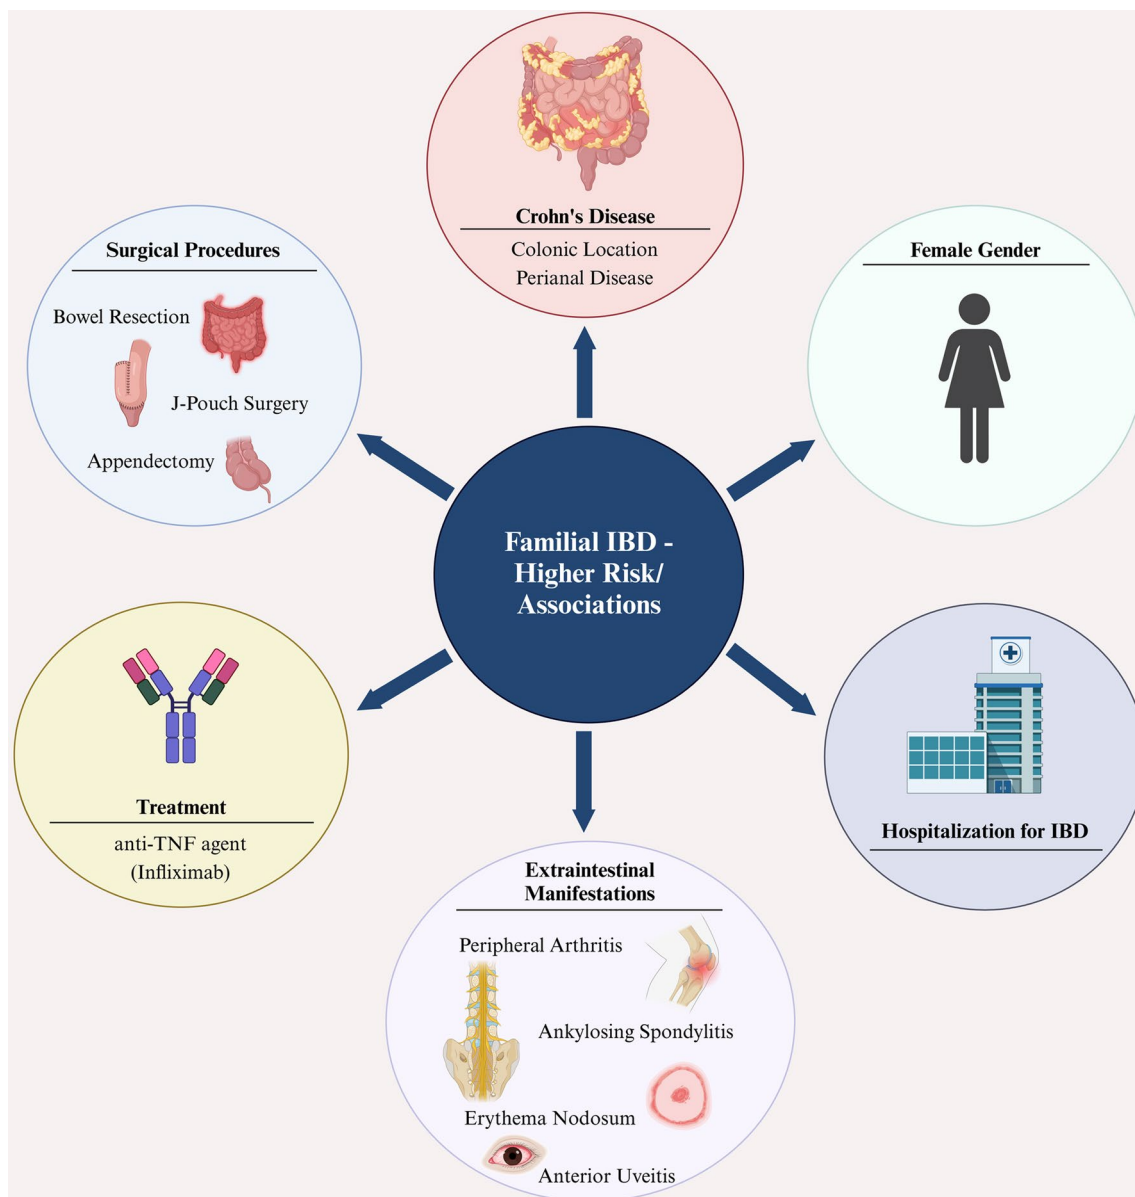 Crohn's Disease
Colonic Location
Perianal Disease
Surgical Procedures
Bowel Resection
J-Pouch Surgery
Appendectomy
Female Gender
Familial IBD -
Higher Risk/
Associations
Treatment
anti-TNF agent
(Infliximab)
Hospitalization for IBD
Extraintestinal
Manifestations
Peripheral Arthritis
Ankylosing Spondylitis
Erythema Nodosum
Anterior Uveitis